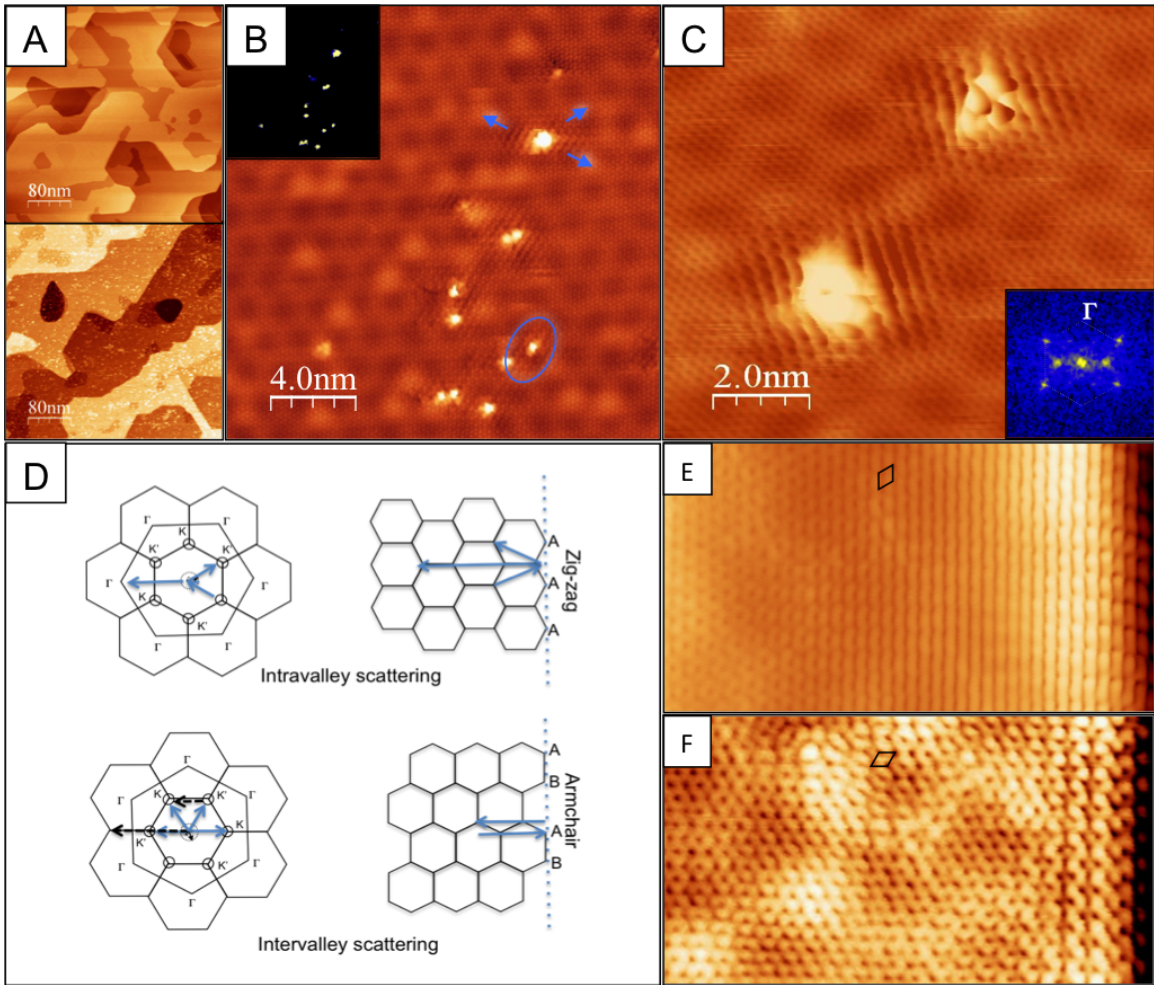 A
80nm
80nm
B
4.0nm
C
2.0nm
Γ
D
Γ
Γ
K
K'
K'
Γ
Γ
K
K'
Γ
Γ
Intravalley scattering
A
A
A
Zig-zag
Γ
Γ
K
K'
K'
K
Γ
Γ
K'
Γ
Γ
Intervalley scattering
A
B
A
B
Armchair
E
F